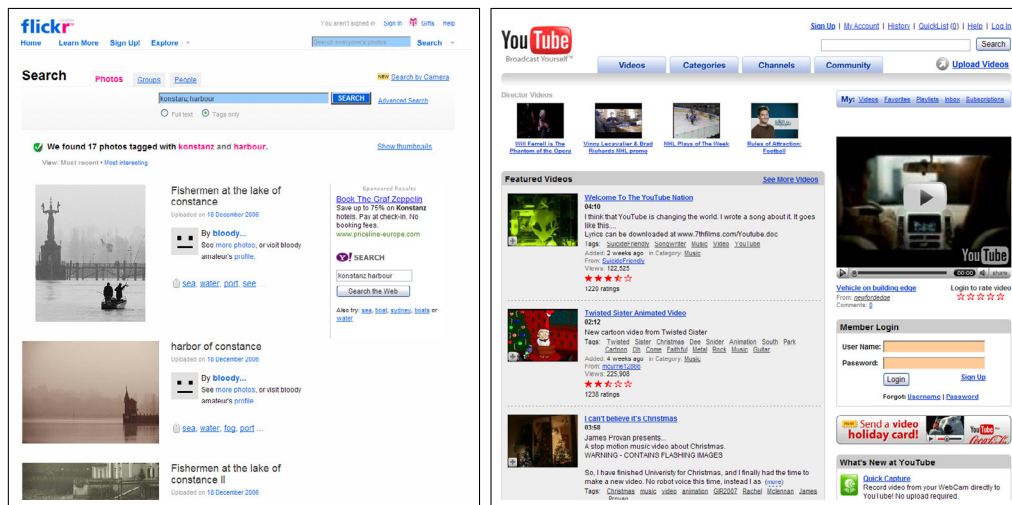 flickr
You aren't signed in Sign In Gifts Help
Home Learn More Sign Up! Explore
Search everyone's photos Search
Search Photos Groups People
NEW Search by Camera
konstanz harbour SEARCH Advanced Search
Full text Tags only
We found 17 photos tagged with konstanz and harbour.
Show thumbnails
View: Most recent • Most interesting
Fishermen at the lake of
constance
Uploaded on 18 December 2006
By bloody...
See more photos, or visit bloody
amateur's profile.
sea, water, port, see
Sponsored Results
Book The Graf Zeppelin
Save up to 75% on Konstanz
hotels. Pay at check-in. No
booking fees.
www.priceline-europe.com
Y! SEARCH
konstanz harbour
Search the Web
Also try: sea, boat, sydney, boats or
water
harbor of constance
Uploaded on 18 December 2006
By bloody...
See more photos, or visit bloody
amateur's profile.
sea, water, fog, port ...
Fishermen at the lake of
constance II
Uploaded on 18 December 2006
YouTube
Broadcast Yourself™
Sign Up | My Account | History | QuickList (0) | Help | Log In
Search
Videos Categories Channels Community
Upload Videos
Director Videos
Will Ferrell is The
Phantom of the Opera
Vinny Lecavalier & Brad
Richards NHL promo
NHL Plays of The Week
Rules of Attraction:
Football
My: Videos - Favorites - Playlists - Inbox - Subscriptions
Featured Videos See More Videos
Welcome To The YouTube Nation
04:10
I think that YouTube is changing the world. I wrote a song about it. It goes
like this....
Lyrics can be downloaded at www.7thfilms.com/Youtube.doc
Tags: SuicideFriendly Songwriter Music Video YouTube
Added: 2 weeks ago in Category: Music
From: SuicideFriendly
Views: 122,525
1220 ratings
Twisted Sister Animated Video
02:12
New cartoon video from Twisted Sister
Tags: Twisted Sister Christmas Dee Snider Animation South Park
Cartoon Oh Come Faithful Metal Rock Music Guitar
Added: 4 weeks ago in Category: Music
From: mcurrie12866
Views: 225,908
1238 ratings
I can't believe it's Christmas
03:58
James Provan presents...
A stop motion music video about Christmas.
WARNING - CONTAINS FLASHING IMAGES
So, I have finished Univeristy for Christmas, and I finally had the time to
make a new video. No robot voice this time, instead I as (more)
Tags: Christmas music video animation GIR2007 Rachel Mclennan James
Provan
YouTube
00:00 share
Vehicle on building edge
From: newfordedge
Comments: 0
Login to rate video
Member Login
User Name:
Password:
Login Sign Up
Forgot: Username | Password
Send a video
holiday card!
YouTube
Coca-Cola
What's New at YouTube
Quick Capture
Record video from your WebCam directly to
YouTube! No upload required.